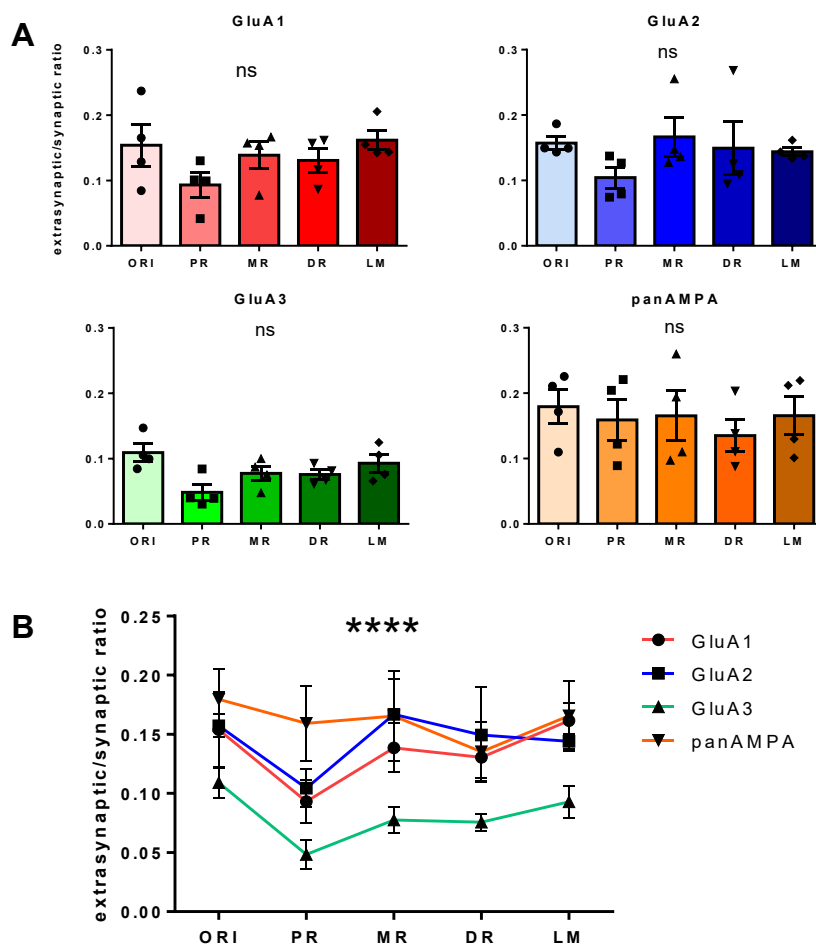 A
GluA1
extrasynaptic/synaptic ratio
0.3
0.2
0.1
0.0
ns
ORI PR MR DR LM
GluA2
0.3
0.2
0.1
0.0
ns
ORI PR MR DR LM
GluA3
0.3
0.2
0.1
0.0
ns
ORI PR MR DR LM
panAMPA
0.3
0.2
0.1
0.0
ns
ORI PR MR DR LM
B
extrasynaptic/synaptic ratio
0.25
0.20
0.15
0.10
0.05
0.00
****
ORI PR MR DR LM
GluA1
GluA2
GluA3
panAMPA